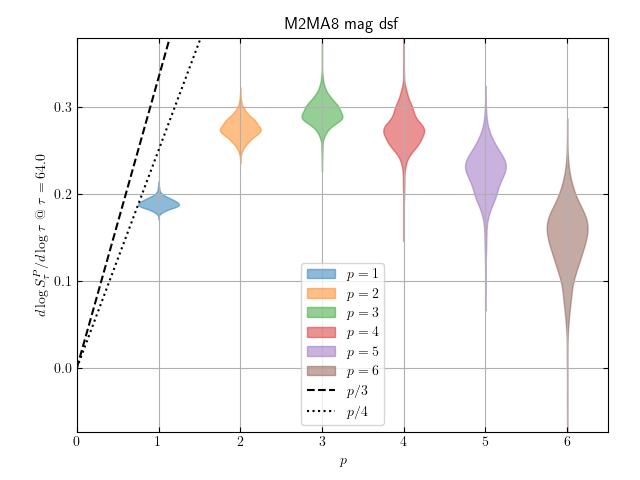 M2MA8 mag dsf
d log S_τ^P / d log τ @ τ = 64.0
0.3
0.2
0.1
0.0
p = 1
p = 2
p = 3
p = 4
p = 5
p = 6
p/3
p/4
0 1 2 3 4 5 6
p